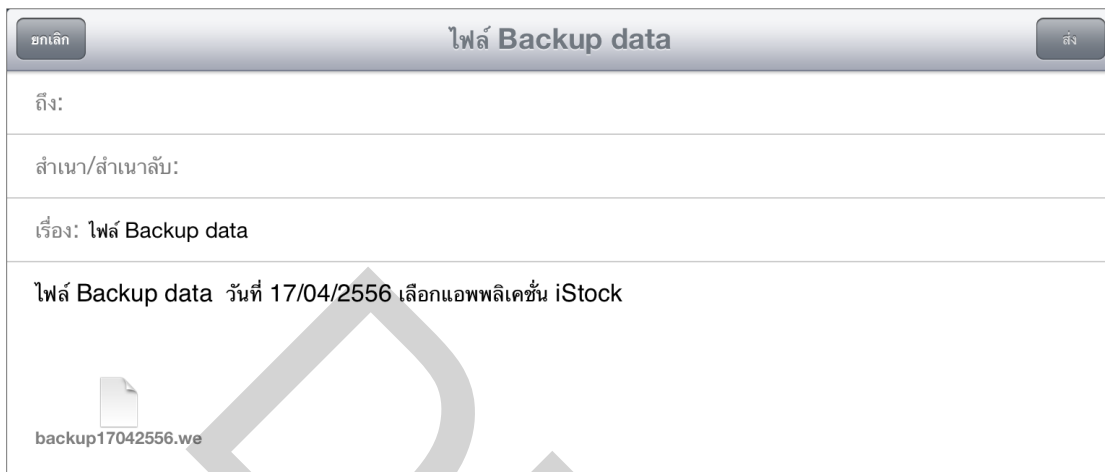 ยกเลิก ไฟล์ Backup data ส่ง
ถึง:
สำเนา/สำเนาลับ:
เรื่อง: ไฟล์ Backup data
ไฟล์ Backup data วันที่ 17/04/2556 เลือกแอพพลิเคชั่น iStock
backup17042556.we